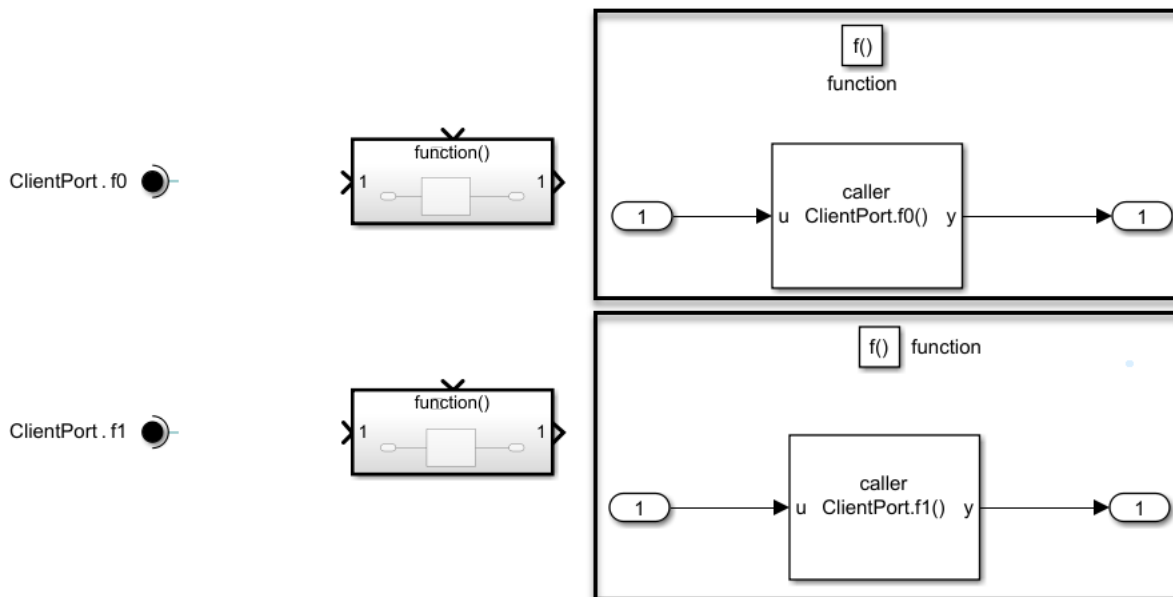 f()
function
ClientPort . f0
function()
1
1
1
caller
u ClientPort.f0() y
1
f() function
ClientPort . f1
function()
1
1
1
caller
u ClientPort.f1() y
1